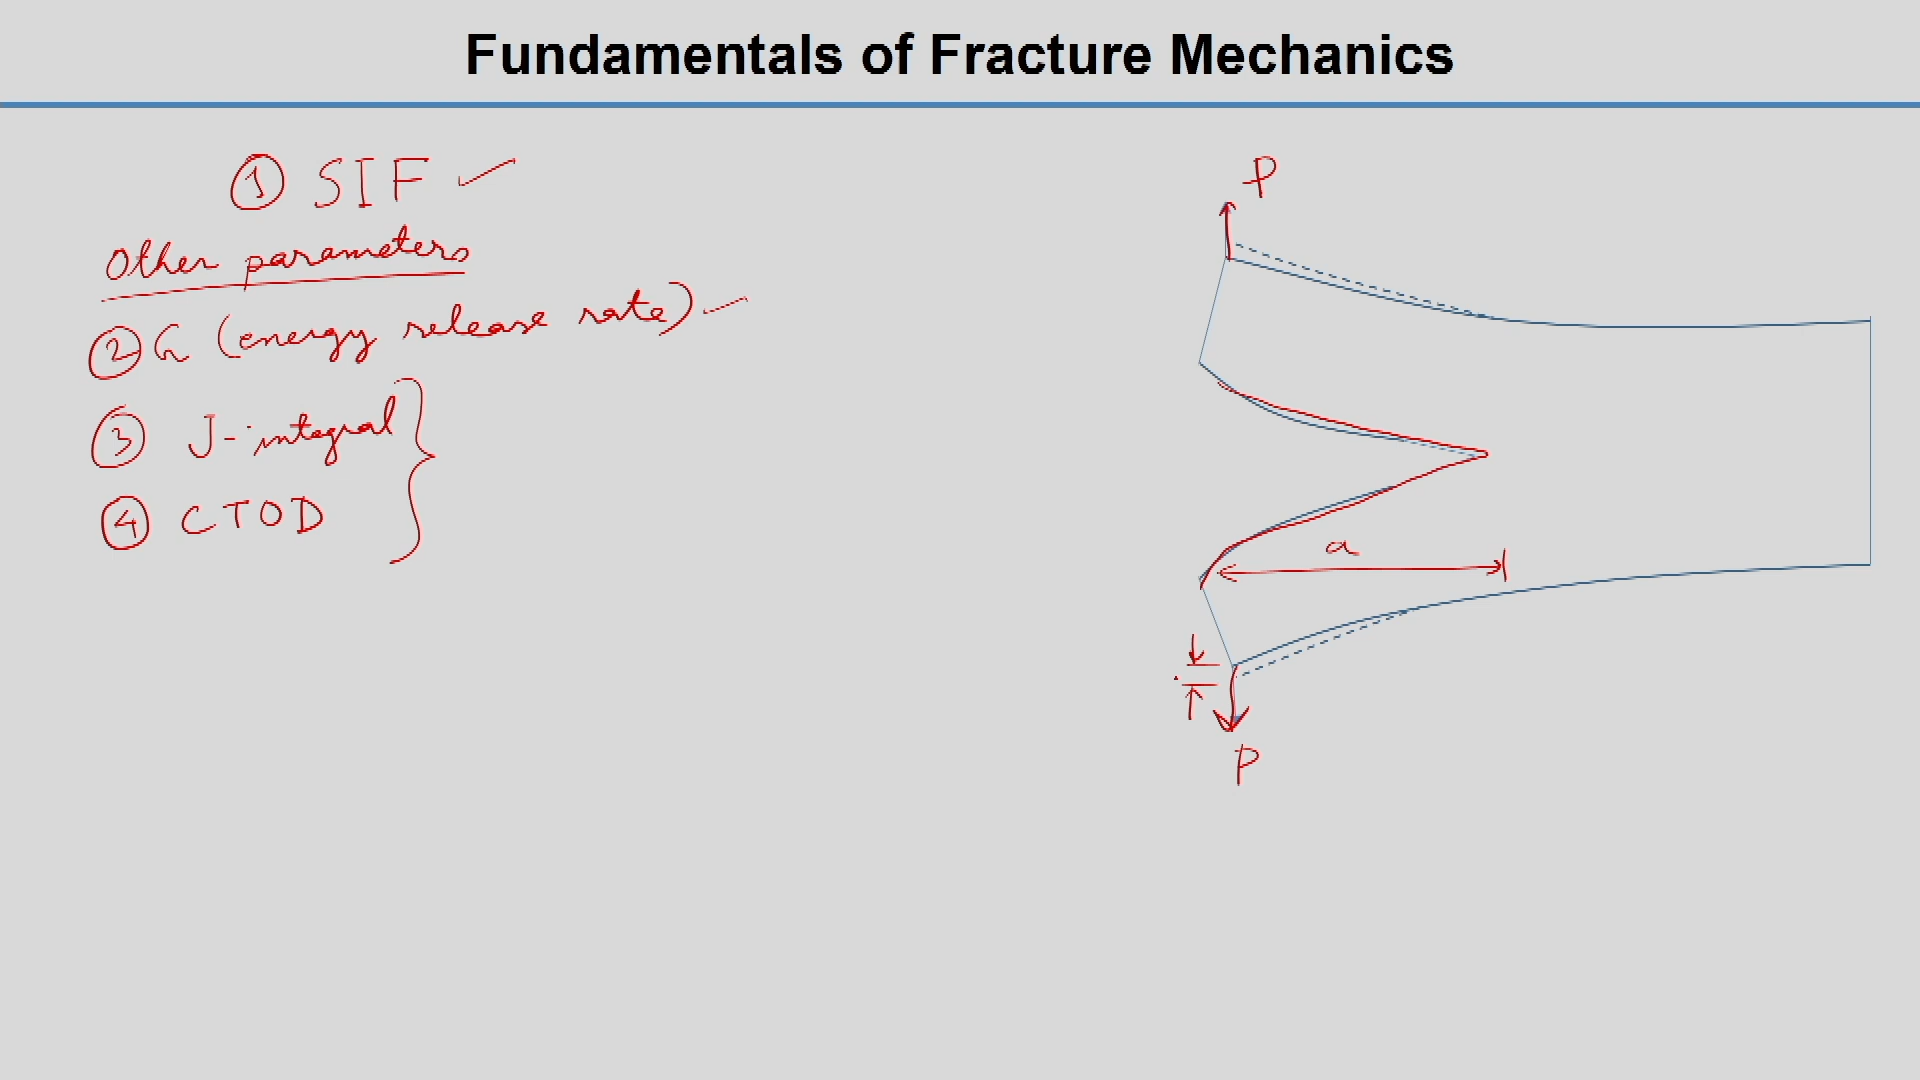 Fundamentals of Fracture Mechanics
① SIF ✓
Other parameters
② G (energy release rate) ✓
③ J-integral
④ CTOD
P
a
P